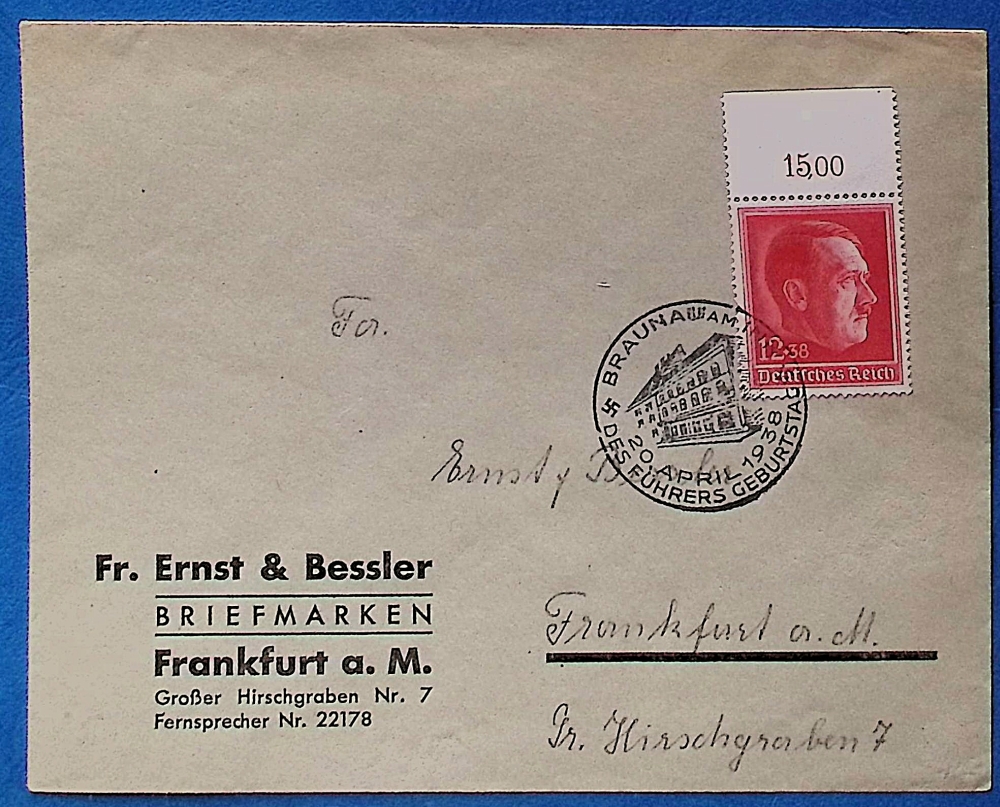 15,00
12+38
Deutsches Reich
BRAUNAU AM INN
20. APRIL 1938
DES FÜHRERS GEBURTSTAG
Fa.
Ernst
Fr. Ernst & Bessler
BRIEFMARKEN
Frankfurt a. M.
Großer Hirschgraben Nr. 7
Fernsprecher Nr. 22178
Frankfurt a. M.
Gr. Hirschgraben 7